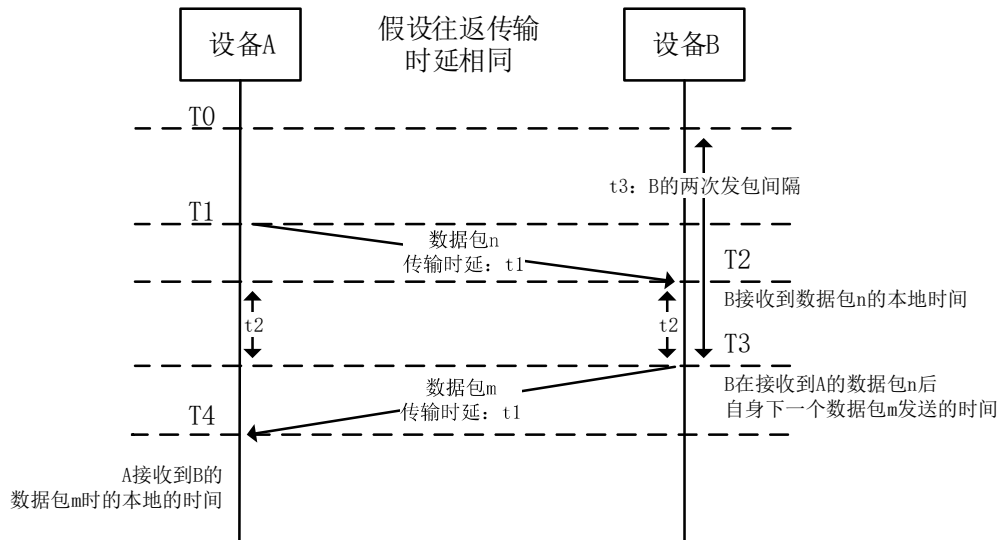 设备A
假设往返传输
时延相同
设备B
T0
t3：B的两次发包间隔
T1
数据包n
传输时延：t1
T2
B接收到数据包n的本地时间
t2
t2
T3
数据包m
传输时延：t1
B在接收到A的数据包n后
自身下一个数据包m发送的时间
T4
A接收到B的
数据包m时的本地的时间